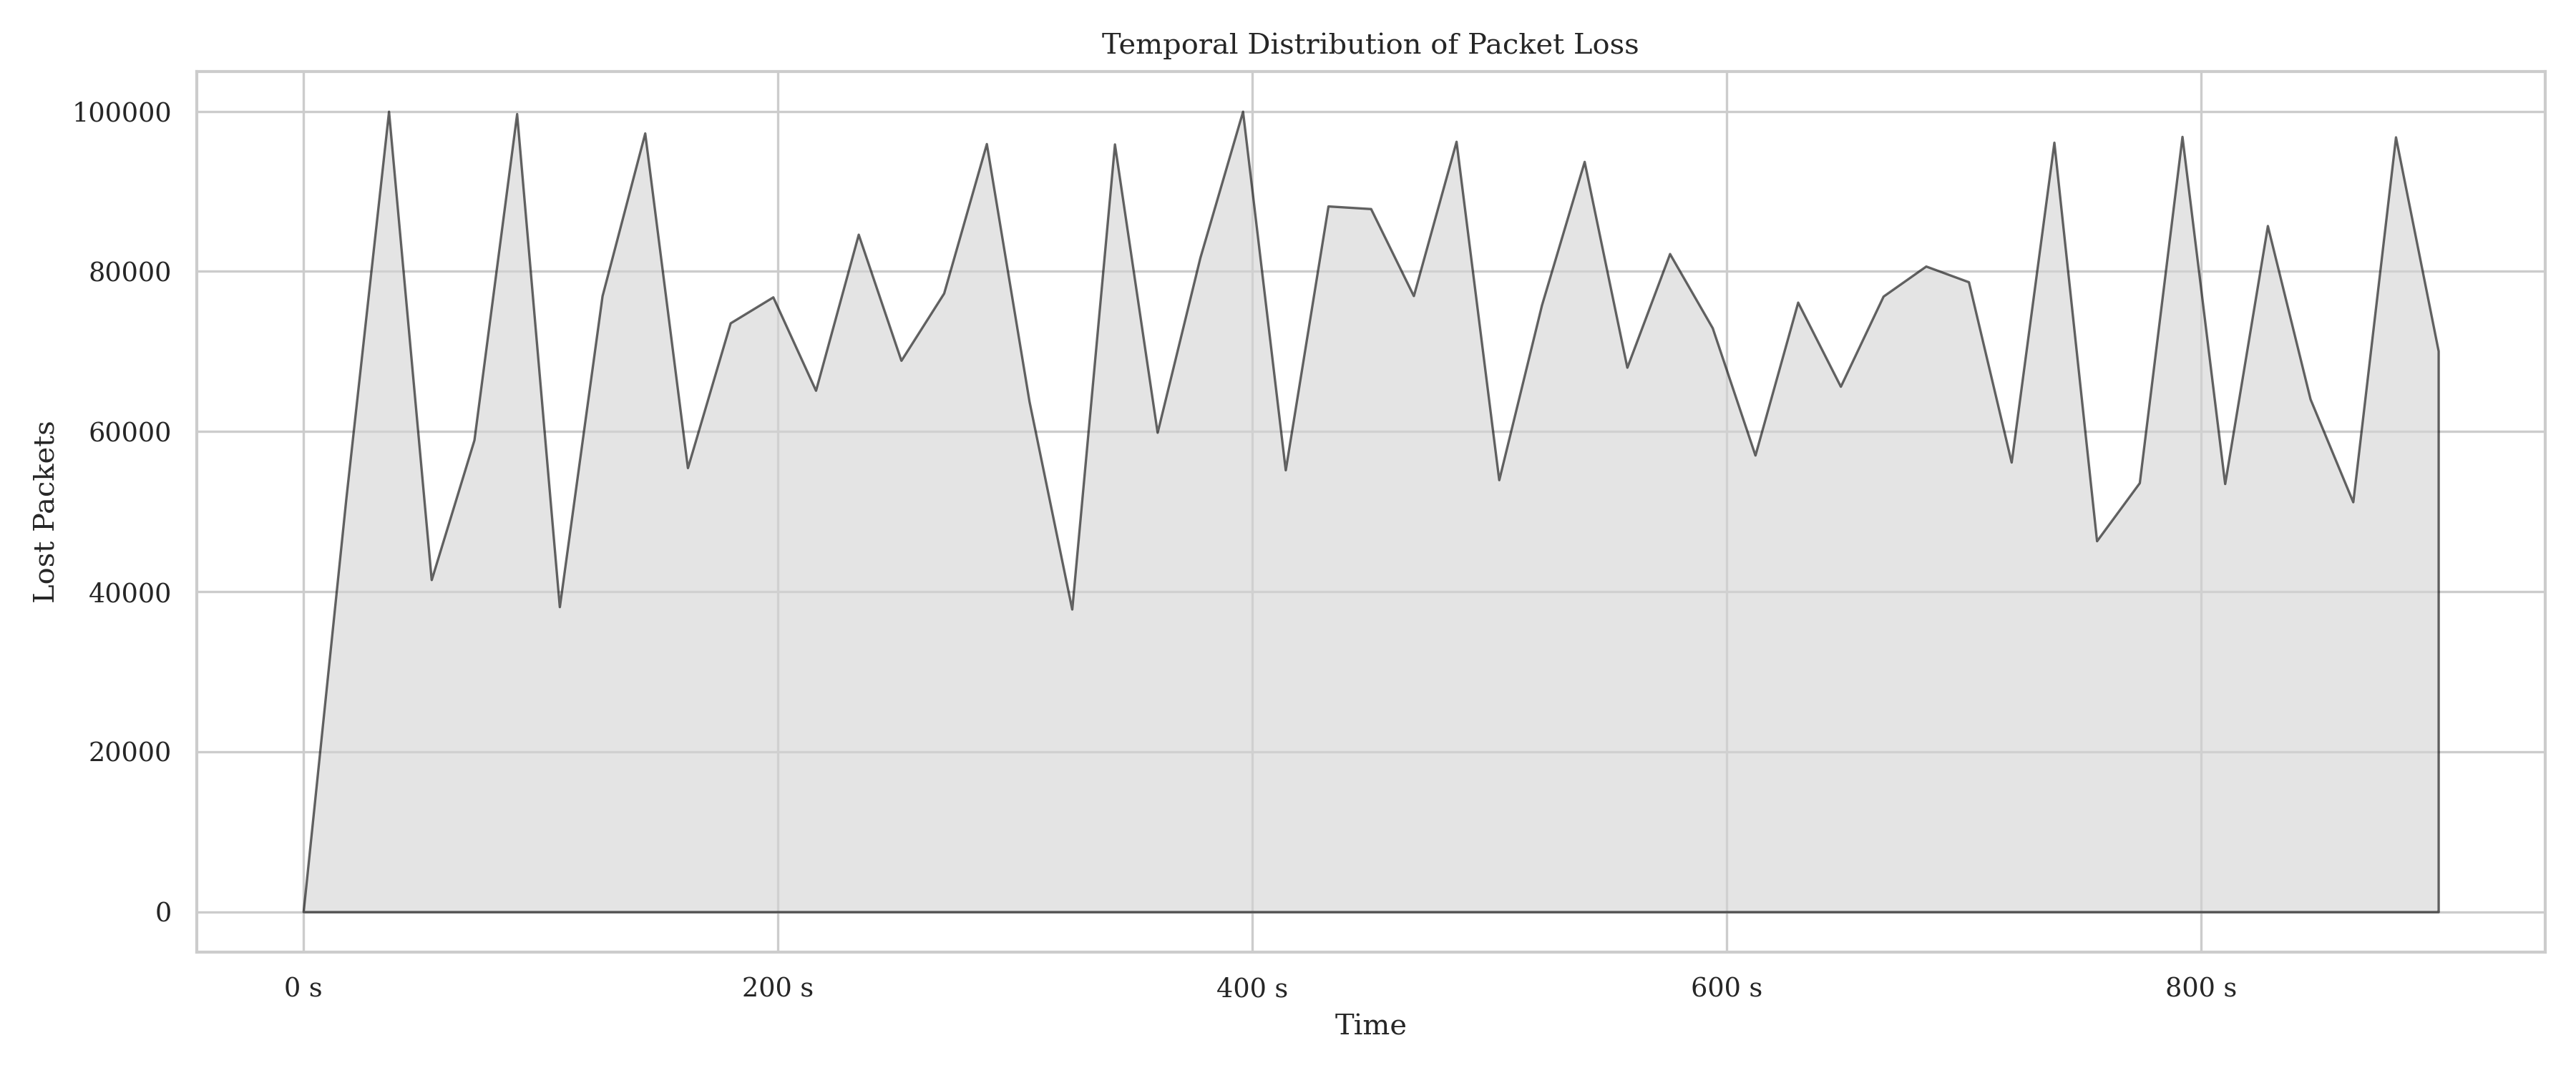 Temporal Distribution of Packet Loss
Lost Packets
100000
80000
60000
40000
20000
0
0 s
200 s
400 s
600 s
800 s
Time